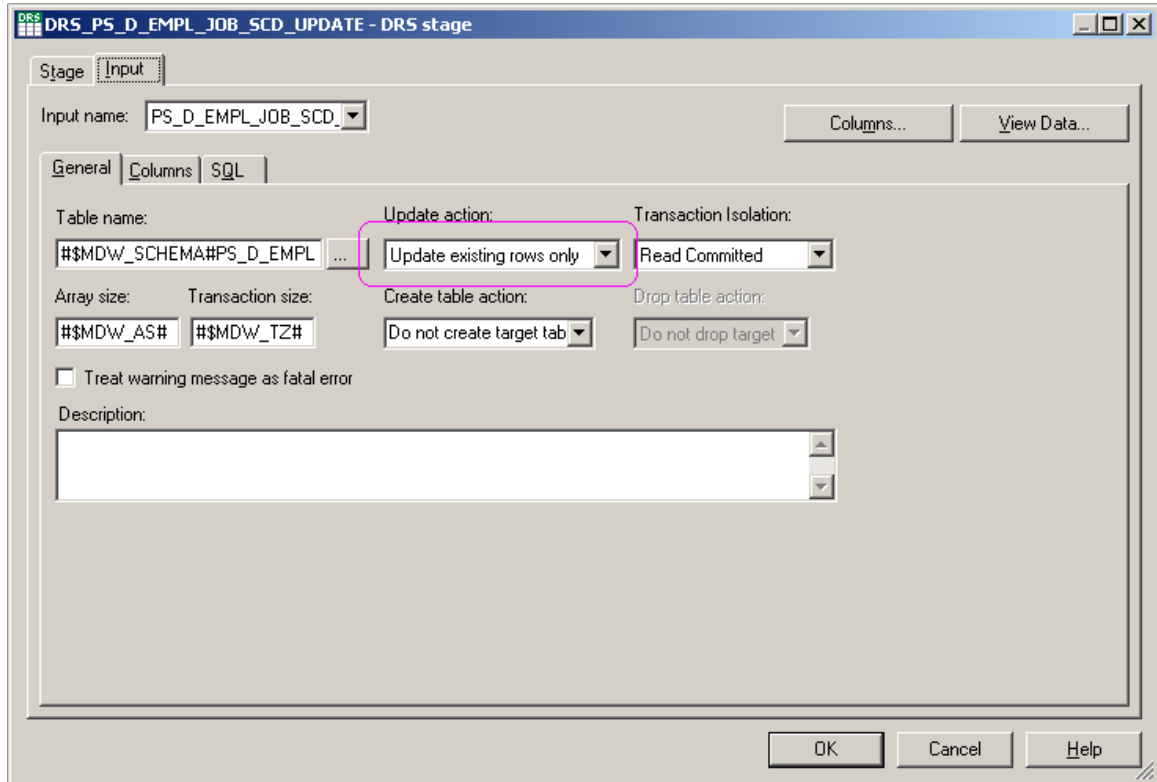 DRS DRS_PS_D_EMPL_JOB_SCD_UPDATE - DRS stage
Stage Input
Input name: PS_D_EMPL_JOB_SCD_ Columns... View Data...
General Columns SQL
Table name: Update action: Transaction Isolation:
#$MDW_SCHEMA#PS_D_EMPL ... Update existing rows only Read Committed
Array size: Transaction size: Create table action: Drop table action:
#$MDW_AS# #$MDW_TZ# Do not create target tab Do not drop target
Treat warning message as fatal error
Description:
OK Cancel Help